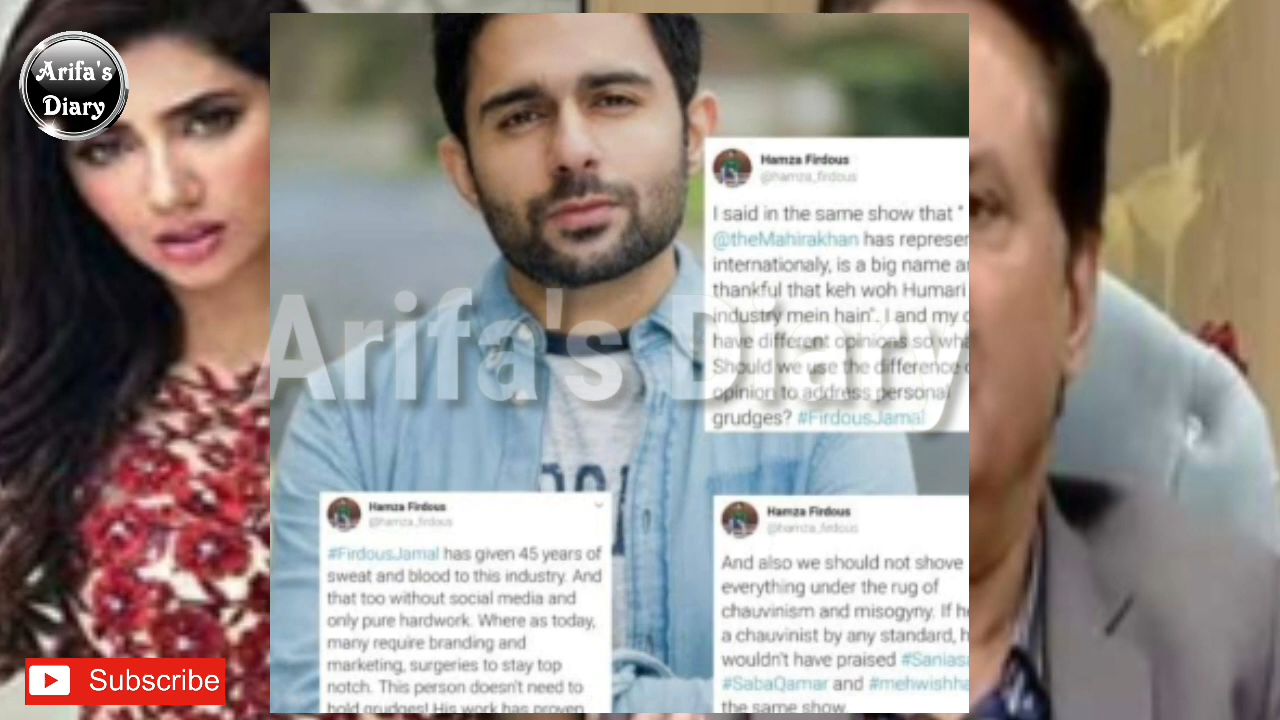 Arifa's
Diary
Hamza Firdous
@hamza_firdous
I said in the same show that "
@theMahirakhan has represen
internationaly, is a big name a
thankful that keh woh Humari
industry mein hain". I and my
have different opinions so wh
Should we use the difference
opinion to address personal
grudges? #FirdousJamal
Arifa's Diary
Hamza Firdous
@hamza_firdous
#FirdousJamal has given 45 years of
sweat and blood to this industry. And
that too without social media and
only pure hardwork. Where as today,
many require branding and
marketing, surgeries to stay top
notch. This person doesn't need to
hold grudges! His work has proven
Hamza Firdous
@hamza_firdous
And also we should not shove
everything under the rug of
chauvinism and misogyny. If he
a chauvinist by any standard, h
wouldn't have praised #Sanias
#SabaQamar and #mehwishha
the same show.
Subscribe